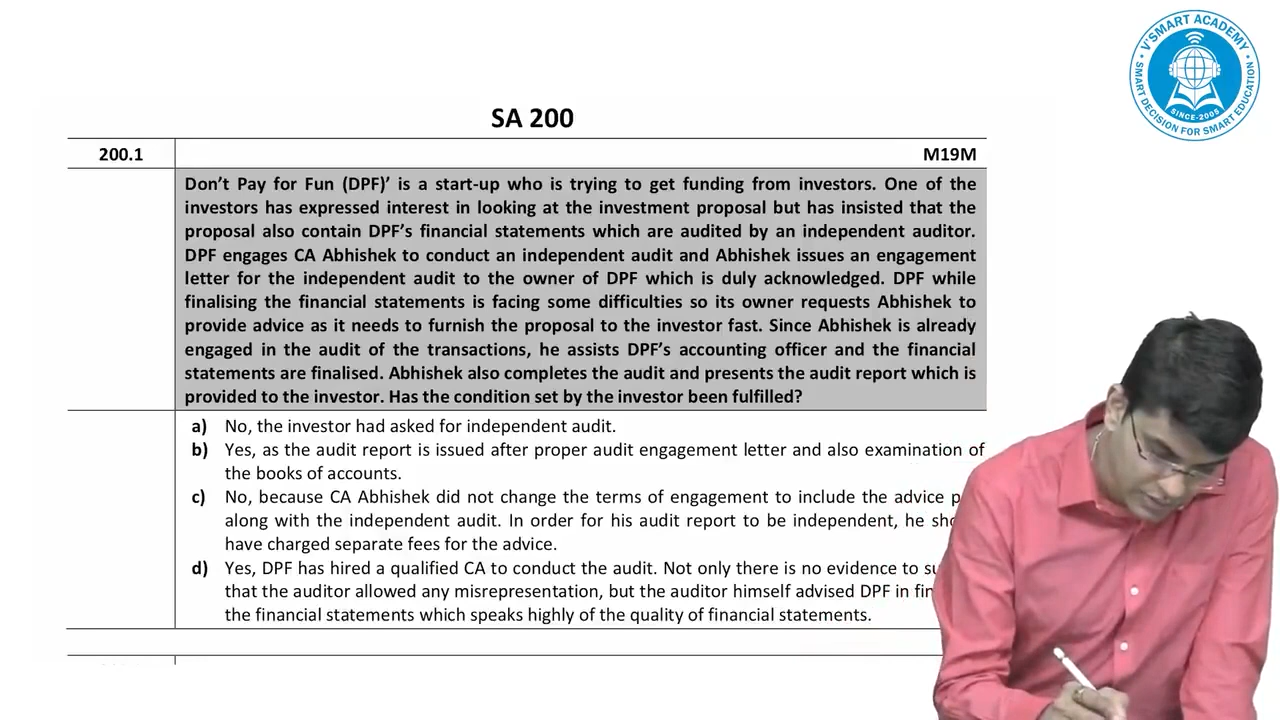 V'SMART ACADEMY
SINCE-2005
SMART DECISION FOR SMART EDUCATION
SA 200
200.1 M19M
Don't Pay for Fun (DPF)' is a start-up who is trying to get funding from investors. One of the
investors has expressed interest in looking at the investment proposal but has insisted that the
proposal also contain DPF's financial statements which are audited by an independent auditor.
DPF engages CA Abhishek to conduct an independent audit and Abhishek issues an engagement
letter for the independent audit to the owner of DPF which is duly acknowledged. DPF while
finalising the financial statements is facing some difficulties so its owner requests Abhishek to
provide advice as it needs to furnish the proposal to the investor fast. Since Abhishek is already
engaged in the audit of the transactions, he assists DPF's accounting officer and the financial
statements are finalised. Abhishek also completes the audit and presents the audit report which is
provided to the investor. Has the condition set by the investor been fulfilled?
a) No, the investor had asked for independent audit.
b) Yes, as the audit report is issued after proper audit engagement letter and also examination of
the books of accounts.
c) No, because CA Abhishek did not change the terms of engagement to include the advice
along with the independent audit. In order for his audit report to be independent, he
have charged separate fees for the advice.
d) Yes, DPF has hired a qualified CA to conduct the audit. Not only there is no evidence to
that the auditor allowed any misrepresentation, but the auditor himself advised DPF in
the financial statements which speaks highly of the quality of financial statements.